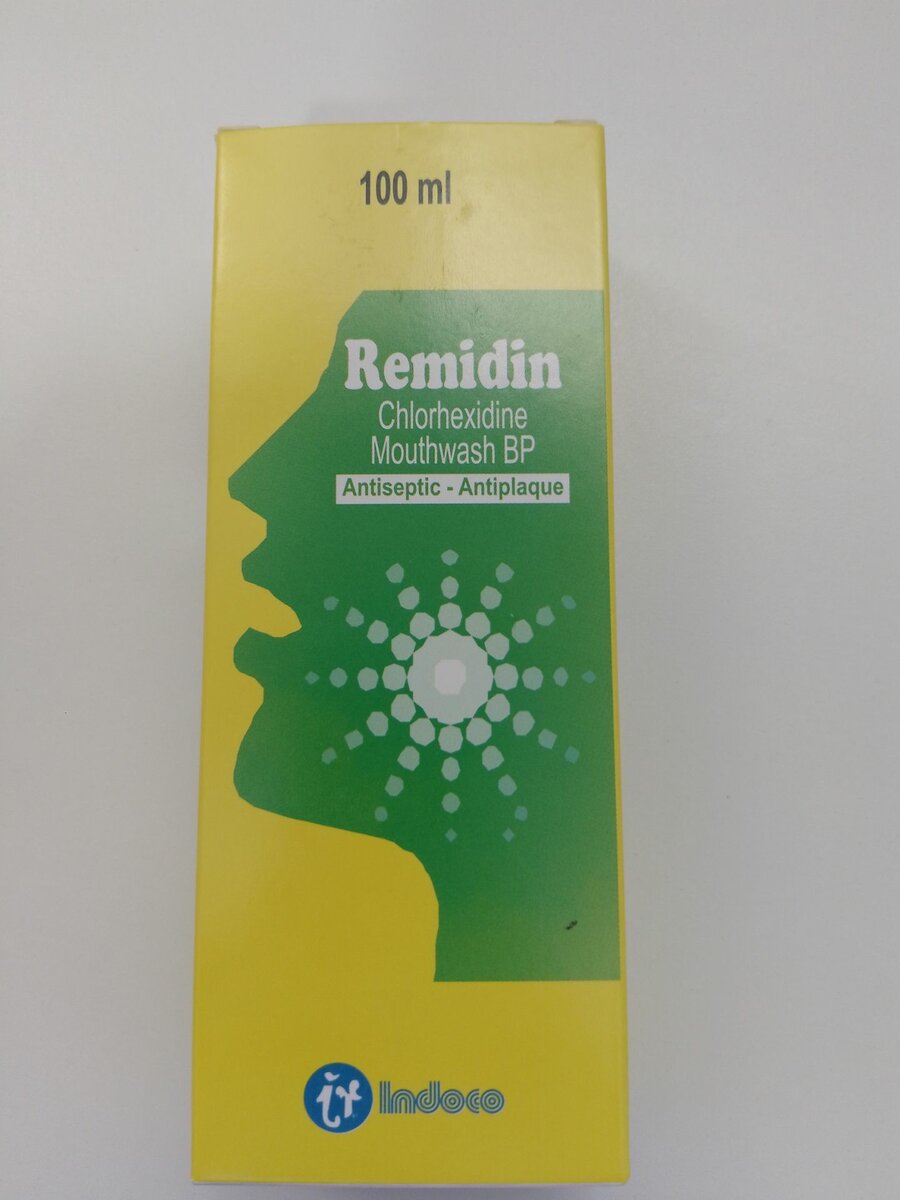 100 ml
Remidin
Chlorhexidine
Mouthwash BP
Antiseptic - Antiplaque
Indoco